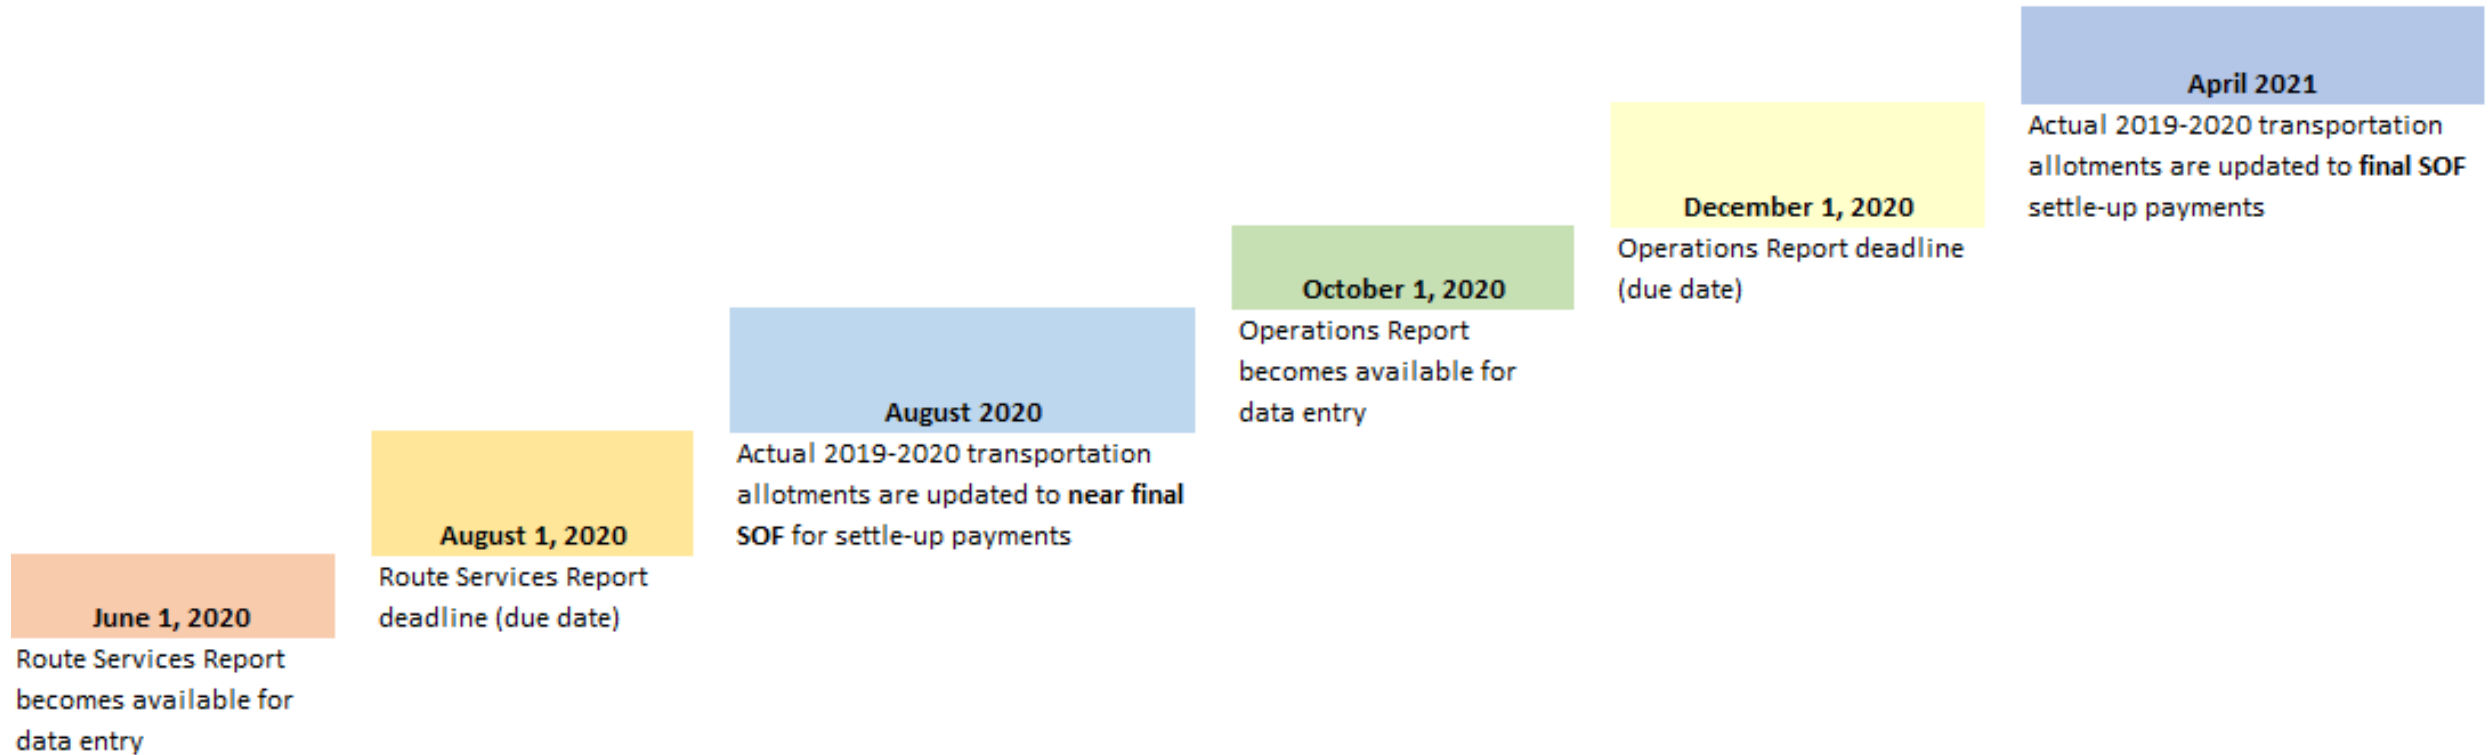 June 1, 2020
Route Services Report
becomes available for
data entry
August 1, 2020
Route Services Report
deadline (due date)
August 2020
Actual 2019-2020 transportation
allotments are updated to near final
SOF for settle-up payments
October 1, 2020
Operations Report
becomes available for
data entry
December 1, 2020
Operations Report deadline
(due date)
April 2021
Actual 2019-2020 transportation
allotments are updated to final SOF
settle-up payments